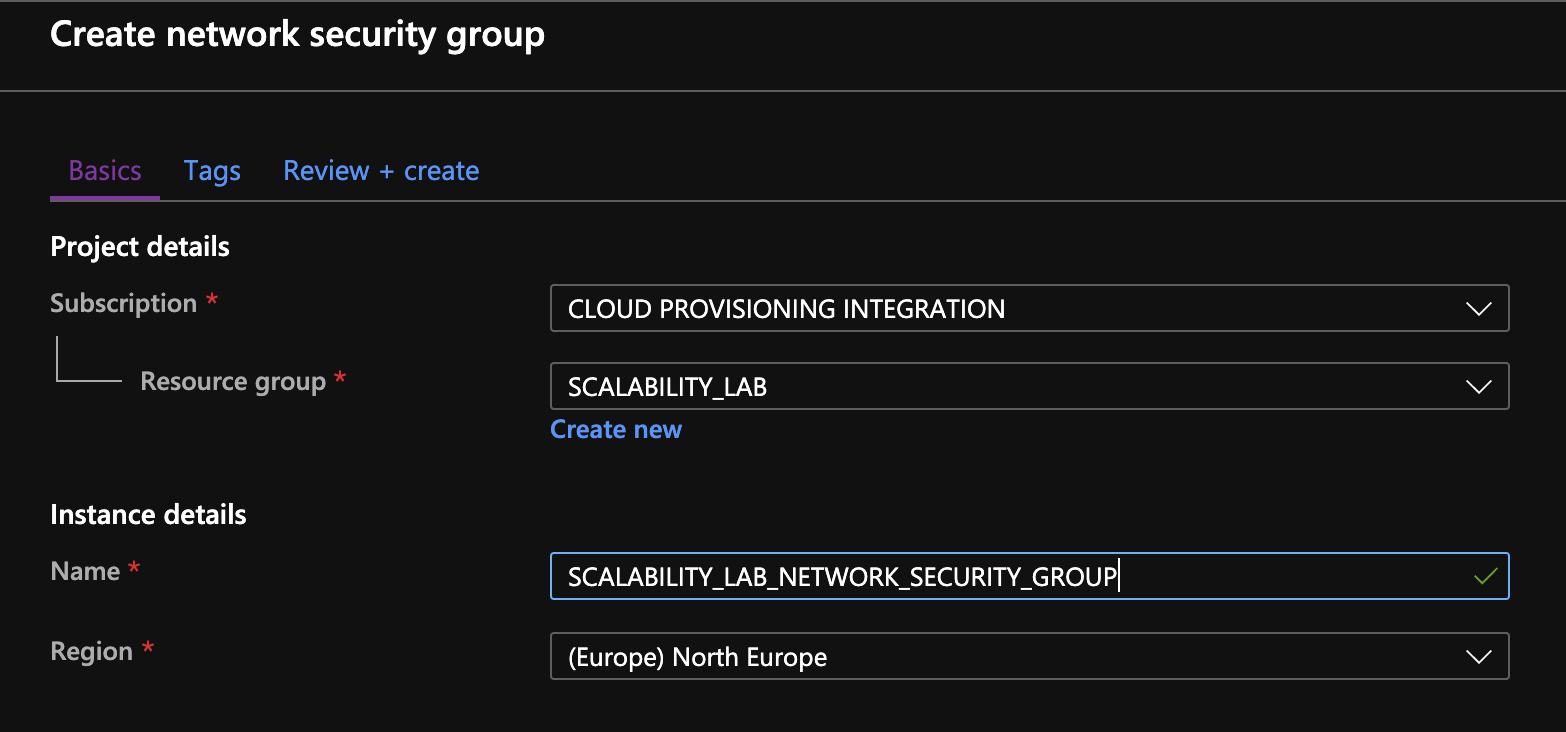 Create network security group
Basics Tags Review + create
Project details
Subscription * CLOUD PROVISIONING INTEGRATION
Resource group * SCALABILITY_LAB
Create new
Instance details
Name * SCALABILITY_LAB_NETWORK_SECURITY_GROUP
Region * (Europe) North Europe